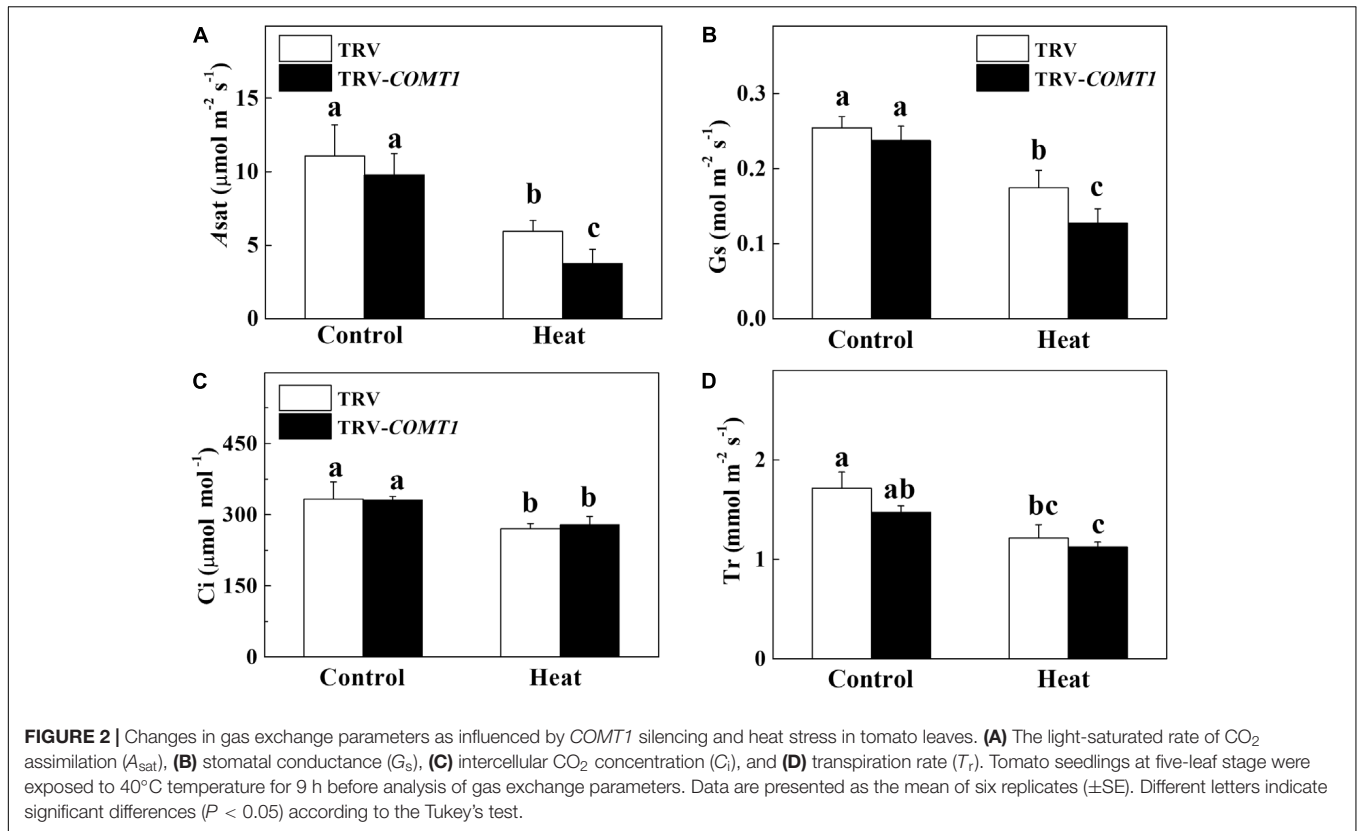 A
TRV
TRV-COMT1
15
10
5
0
Asat (μmol m⁻² s⁻¹)
a
a
b
c
Control
Heat
B
TRV
TRV-COMT1
0.3
0.2
0.1
0.0
Gs (mol m⁻² s⁻¹)
a
a
b
c
Control
Heat
C
TRV
TRV-COMT1
450
300
150
0
Ci (μmol mol⁻¹)
a
a
b
b
Control
Heat
D
2
1
0
Tr (mmol m⁻² s⁻¹)
a
ab
bc
c
Control
Heat
FIGURE 2 | Changes in gas exchange parameters as influenced by COMT1 silencing and heat stress in tomato leaves. (A) The light-saturated rate of CO₂
assimilation (Asat), (B) stomatal conductance (Gs), (C) intercellular CO₂ concentration (Ci), and (D) transpiration rate (Tr). Tomato seedlings at five-leaf stage were
exposed to 40°C temperature for 9 h before analysis of gas exchange parameters. Data are presented as the mean of six replicates (±SE). Different letters indicate
significant differences (P < 0.05) according to the Tukey's test.